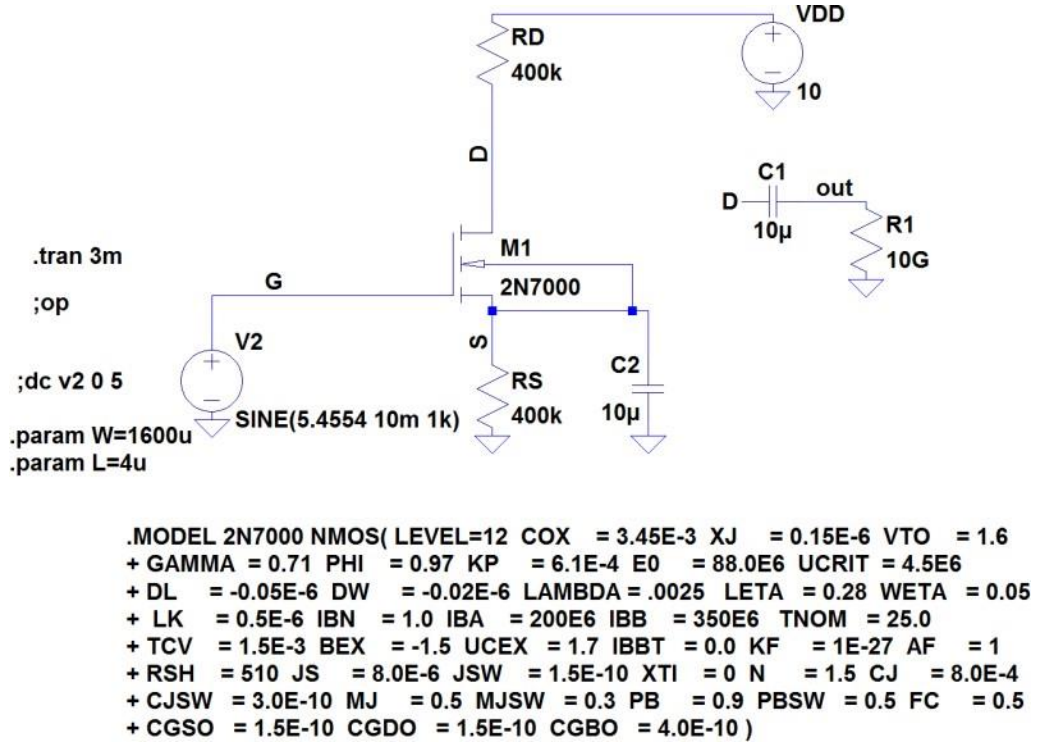 VDD
RD
400k
10
D
C1
out
D
10µ
R1
10G
M1
2N7000
.tran 3m
G
;op
S
V2
C2
;dc v2 0 5
RS
400k
10µ
SINE(5.4554 10m 1k)
.param W=1600u
.param L=4u
.MODEL 2N7000 NMOS( LEVEL=12 COX = 3.45E-3 XJ = 0.15E-6 VTO = 1.6
+ GAMMA = 0.71 PHI = 0.97 KP = 6.1E-4 E0 = 88.0E6 UCRIT = 4.5E6
+ DL = -0.05E-6 DW = -0.02E-6 LAMBDA = .0025 LETA = 0.28 WETA = 0.05
+ LK = 0.5E-6 IBN = 1.0 IBA = 200E6 IBB = 350E6 TNOM = 25.0
+ TCV = 1.5E-3 BEX = -1.5 UCEX = 1.7 IBBT = 0.0 KF = 1E-27 AF = 1
+ RSH = 510 JS = 8.0E-6 JSW = 1.5E-10 XTI = 0 N = 1.5 CJ = 8.0E-4
+ CJSW = 3.0E-10 MJ = 0.5 MJSW = 0.3 PB = 0.9 PBSW = 0.5 FC = 0.5
+ CGSO = 1.5E-10 CGDO = 1.5E-10 CGBO = 4.0E-10 )